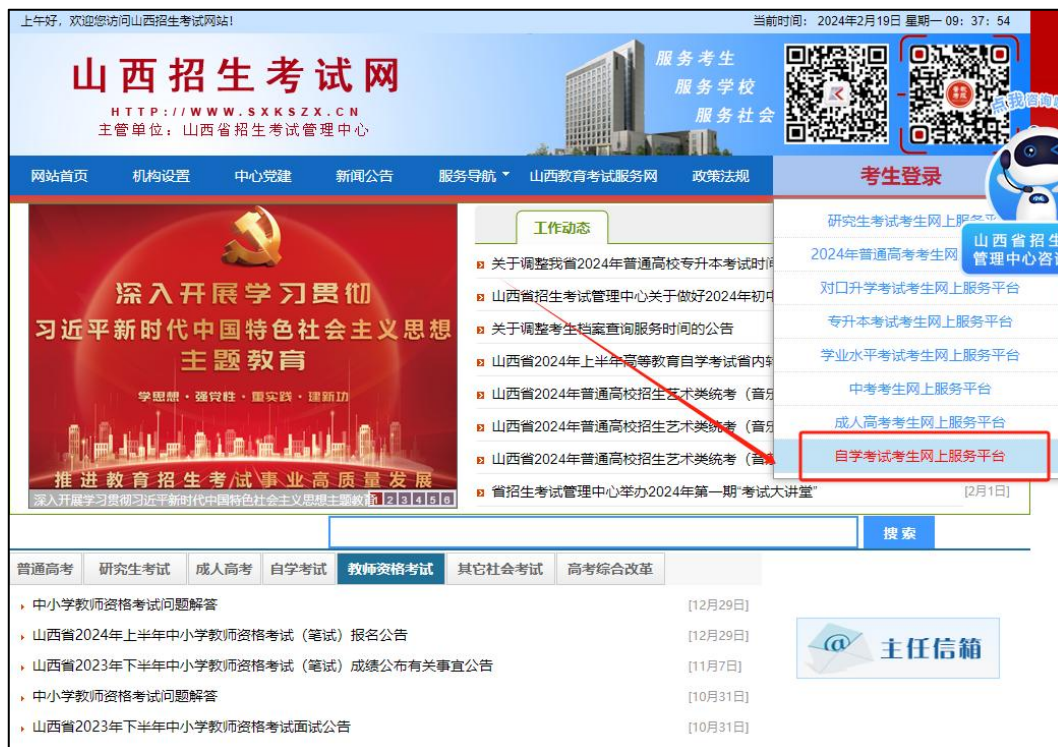 上午好，欢迎您访问山西招生考试网站！
当前时间： 2024年2月19日 星期一 09：37：54
山西招生考试网
HTTP://WWW.SXKSZX.CN
主管单位：山西省招生考试管理中心
服务考生
服务学校
服务社会
点我咨询
网站首页 机构设置 中心党建 新闻公告 服务导航 山西教育考试服务网 政策法规 考生登录
深入开展学习贯彻
习近平新时代中国特色社会主义思想
主题教育
学思想·强党性·重实践·建新功
推进教育招生考试事业高质量发展
深入开展学习贯彻习近平新时代中国特色社会主义思想主题教育
1 2 3 4 5 6
工作动态
关于调整我省2024年普通高校专升本考试时间
山西省招生考试管理中心关于做好2024年初中
关于调整考生档案查询服务时间的公告
山西省2024年上半年高等教育自学考试省内转
山西省2024年普通高校招生艺术类统考（音乐
山西省2024年普通高校招生艺术类统考（音乐
山西省2024年普通高校招生艺术类统考（音
省招生考试管理中心举办2024年第一期“考试大讲堂” [2月1日]
研究生考试考生网上服务平
2024年普通高考考生网
对口升学考试考生网上服务平台
专升本考试考生网上服务平台
学业水平考试考生网上服务平台
中考考生网上服务平台
成人高考考生网上服务平台
自学考试考生网上服务平台
山西省招生
管理中心咨
搜索
普通高考 研究生考试 成人高考 自学考试 教师资格考试 其它社会考试 高考综合改革
中小学教师资格考试问题解答 [12月29日]
山西省2024年上半年中小学教师资格考试（笔试）报名公告 [12月29日]
山西省2023年下半年中小学教师资格考试（笔试）成绩公布有关事宜公告 [11月7日]
中小学教师资格考试问题解答 [10月31日]
山西省2023年下半年中小学教师资格考试面试公告 [10月31日]
@ 主任信箱